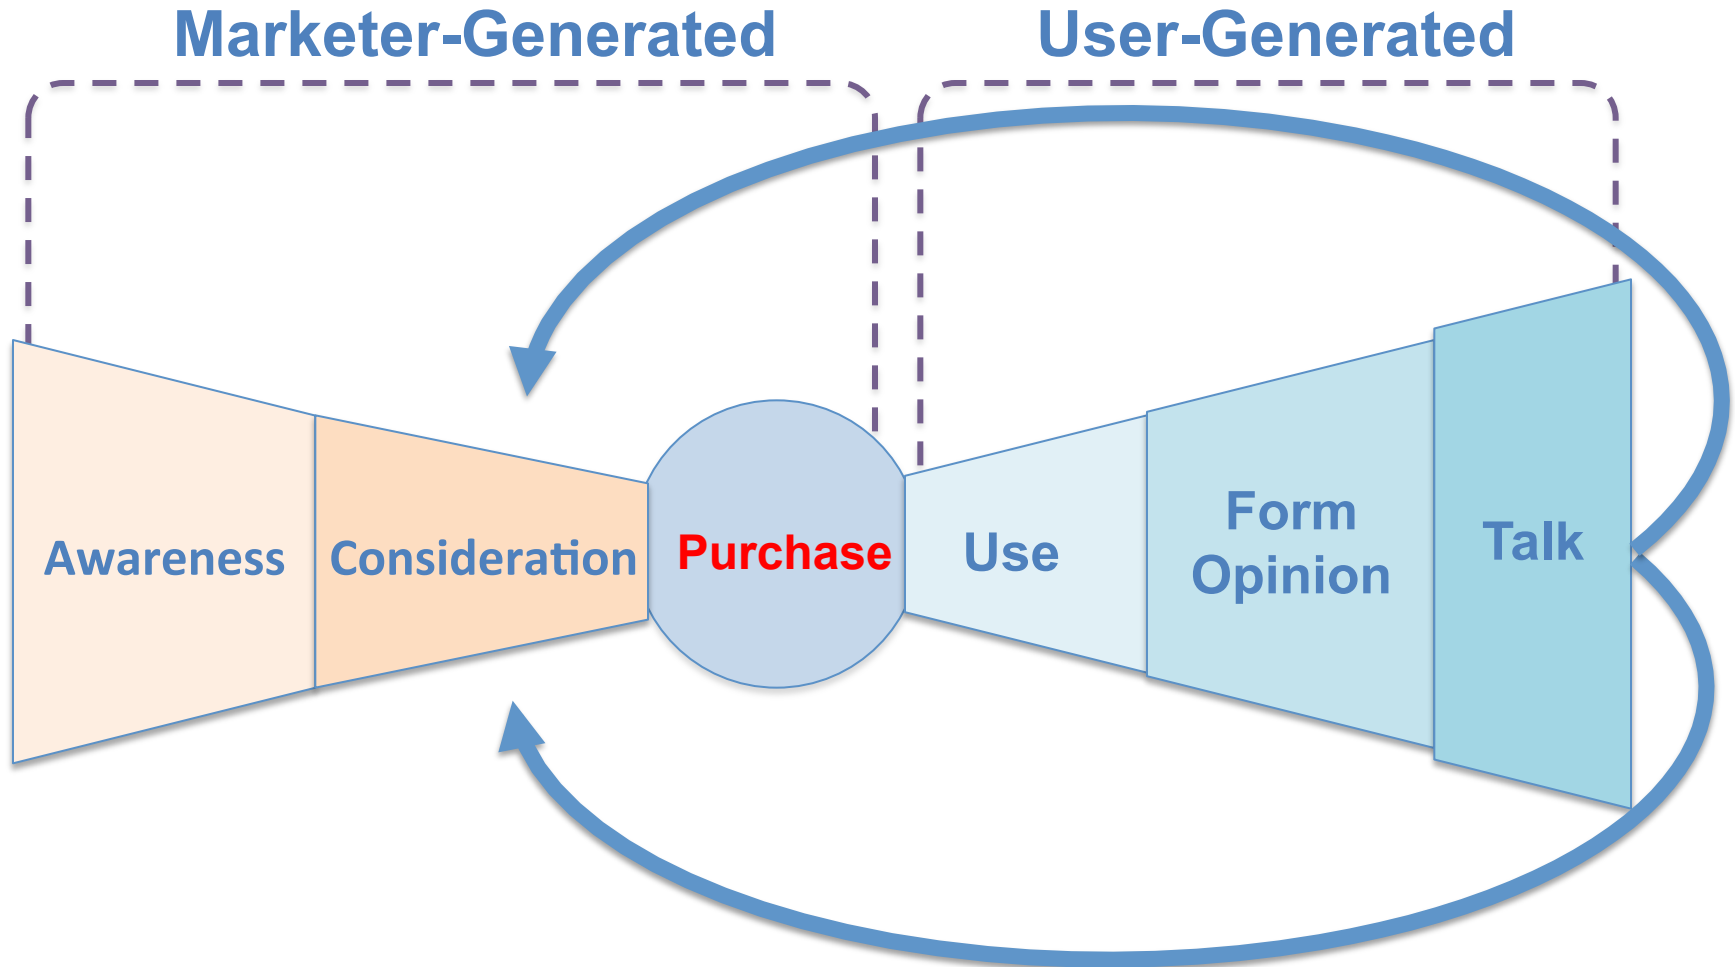 Marketer-Generated
User-Generated
Awareness
Consideration
Purchase
Use
Form
Opinion
Talk